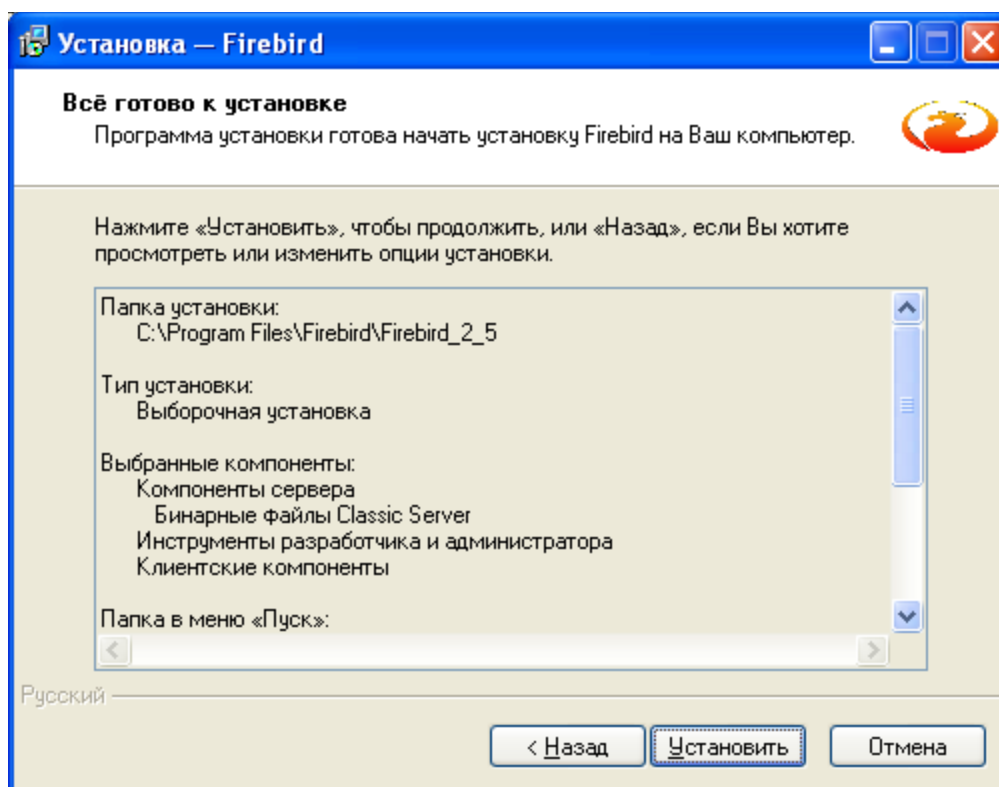 Установка — Firebird
Всё готово к установке
Программа установки готова начать установку Firebird на Ваш компьютер.
Нажмите «Установить», чтобы продолжить, или «Назад», если Вы хотите
просмотреть или изменить опции установки.
Папка установки:
C:\Program Files\Firebird\Firebird_2_5
Тип установки:
Выборочная установка
Выбранные компоненты:
Компоненты сервера
Бинарные файлы Classic Server
Инструменты разработчика и администратора
Клиентские компоненты
Папка в меню «Пуск»:
Русский
< Назад Установить Отмена